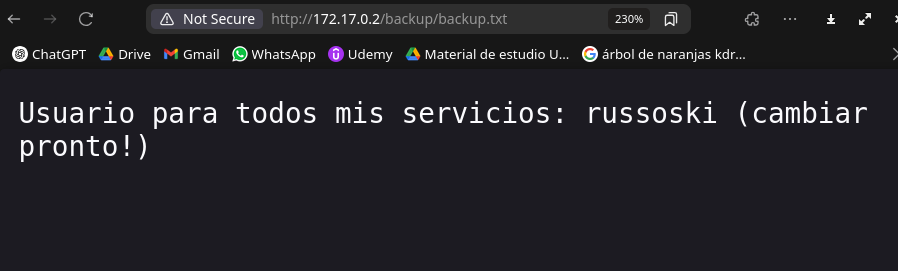 Not Secure http://172.17.0.2/backup/backup.txt 230%
ChatGPT Drive Gmail WhatsApp Udemy Material de estudio U... árbol de naranjas kdr...
Usuario para todos mis servicios: russoski (cambiar
pronto!)